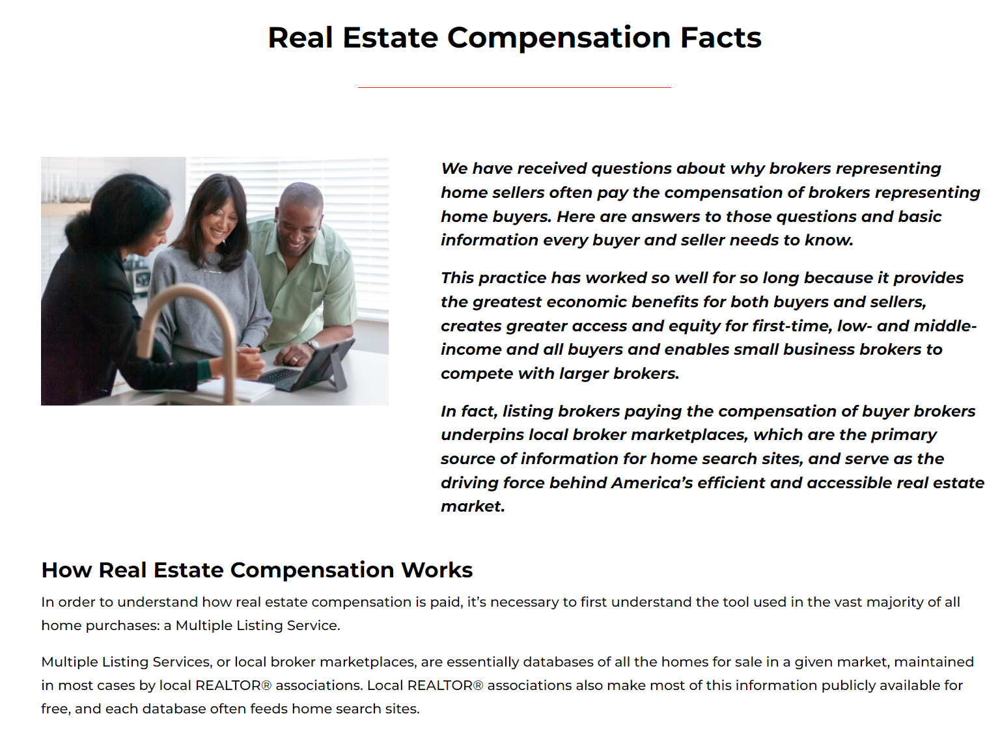 Real Estate Compensation Facts
We have received questions about why brokers representing
home sellers often pay the compensation of brokers representing
home buyers. Here are answers to those questions and basic
information every buyer and seller needs to know.
This practice has worked so well for so long because it provides
the greatest economic benefits for both buyers and sellers,
creates greater access and equity for first-time, low- and middle-
income and all buyers and enables small business brokers to
compete with larger brokers.
In fact, listing brokers paying the compensation of buyer brokers
underpins local broker marketplaces, which are the primary
source of information for home search sites, and serve as the
driving force behind America’s efficient and accessible real estate
market.
How Real Estate Compensation Works
In order to understand how real estate compensation is paid, it’s necessary to first understand the tool used in the vast majority of all
home purchases: a Multiple Listing Service.
Multiple Listing Services, or local broker marketplaces, are essentially databases of all the homes for sale in a given market, maintained
in most cases by local REALTOR® associations. Local REALTOR® associations also make most of this information publicly available for
free, and each database often feeds home search sites.